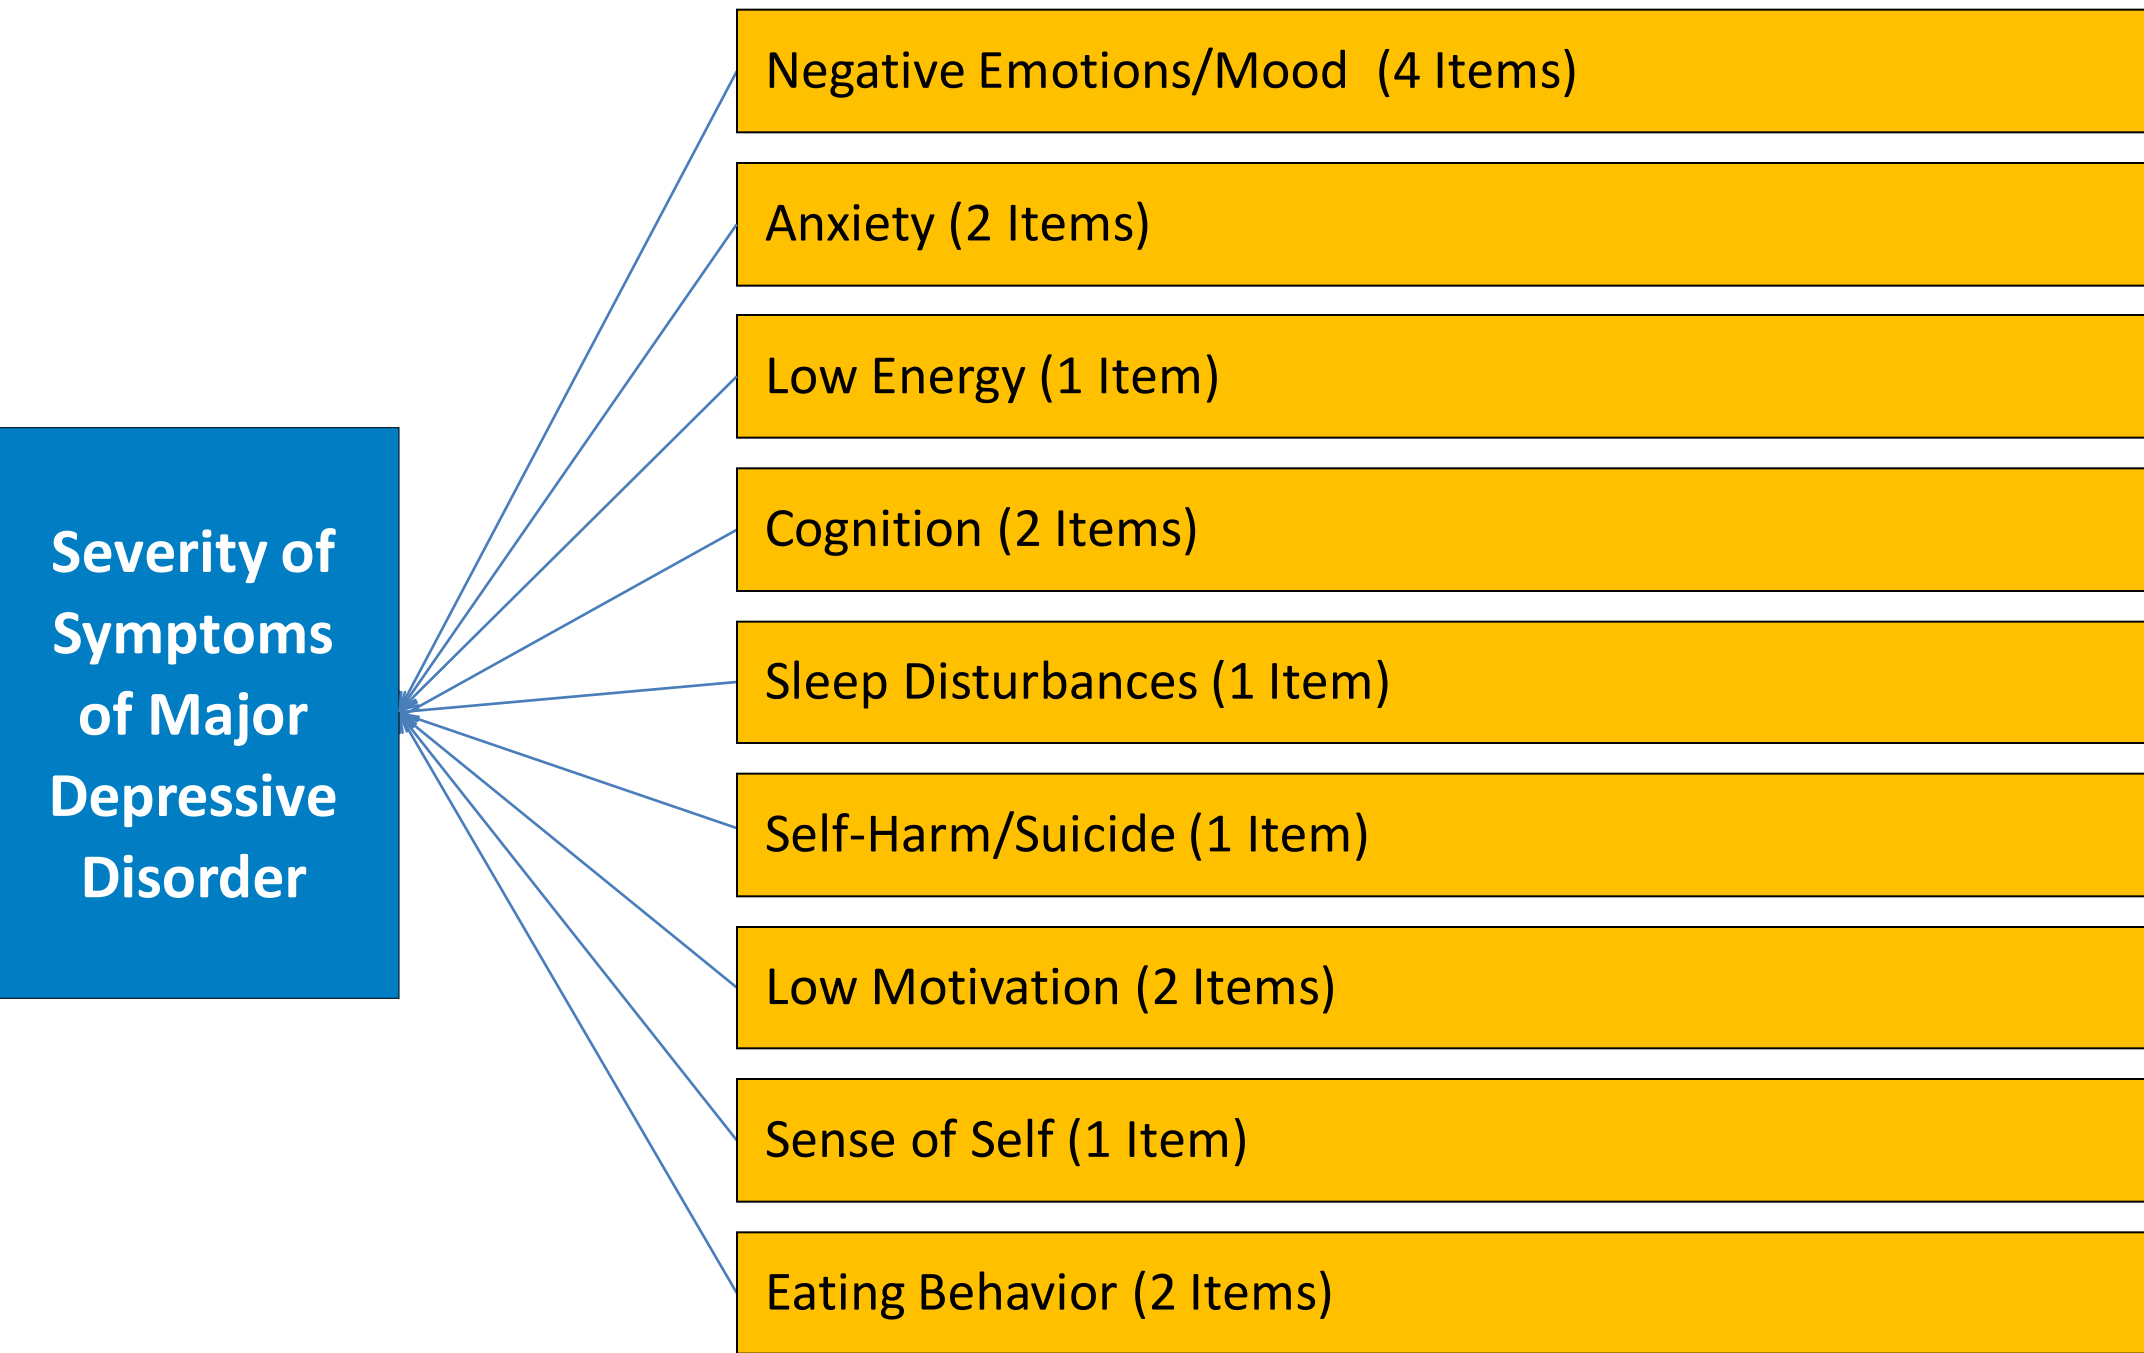 Severity of
Symptoms
of Major
Depressive
Disorder
Negative Emotions/Mood  (4 Items)
Anxiety (2 Items)
Low Energy (1 Item)
Cognition (2 Items)
Sleep Disturbances (1 Item)
Self-Harm/Suicide (1 Item)
Low Motivation (2 Items)
Sense of Self (1 Item)
Eating Behavior (2 Items)